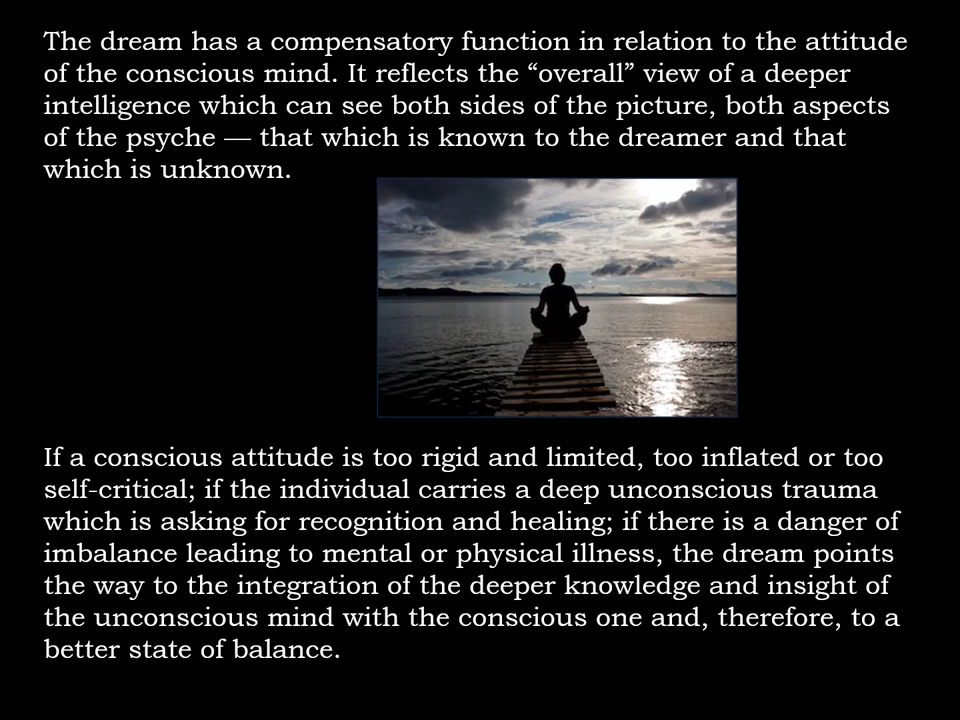 The dream has a compensatory function in relation to the attitude
of the conscious mind. It reflects the “overall” view of a deeper
intelligence which can see both sides of the picture, both aspects
of the psyche — that which is known to the dreamer and that
which is unknown.
If a conscious attitude is too rigid and limited, too inflated or too
self-critical; if the individual carries a deep unconscious trauma
which is asking for recognition and healing; if there is a danger of
imbalance leading to mental or physical illness, the dream points
the way to the integration of the deeper knowledge and insight of
the unconscious mind with the conscious one and, therefore, to a
better state of balance.